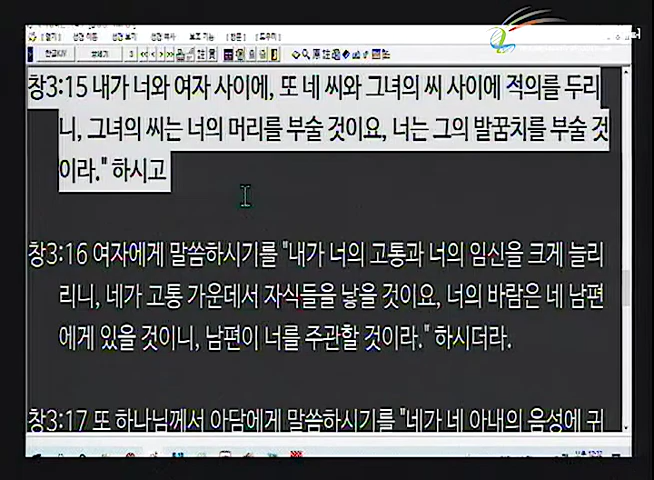 창3:15 내가 너와 여자 사이에, 또 네 씨와 그녀의 씨 사이에 적의를 두리
니, 그녀의 씨는 너의 머리를 부술 것이요, 너는 그의 발꿈치를 부술 것
이라." 하시고
창3:16 여자에게 말씀하시기를 "내가 너의 고통과 너의 임신을 크게 늘리
리니, 네가 고통 가운데서 자식들을 낳을 것이요, 너의 바람은 네 남편
에게 있을 것이니, 남편이 너를 주관할 것이라." 하시더라.
창3:17 또 하나님께서 아담에게 말씀하시기를 "네가 네 아내의 음성에 귀